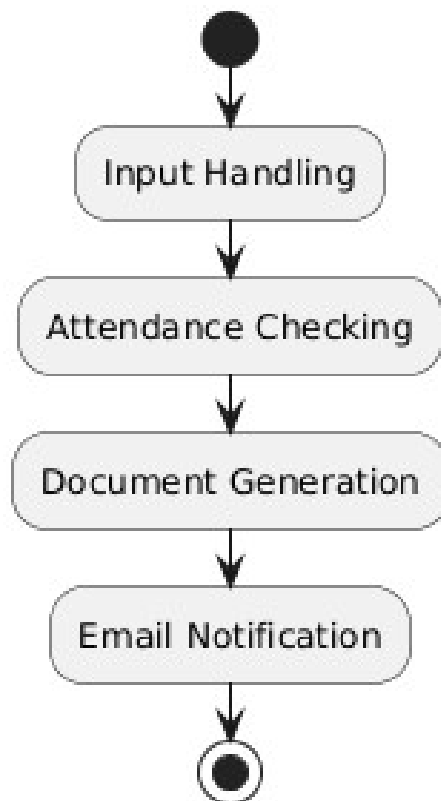 Input Handling
Attendance Checking
Document Generation
Email Notification